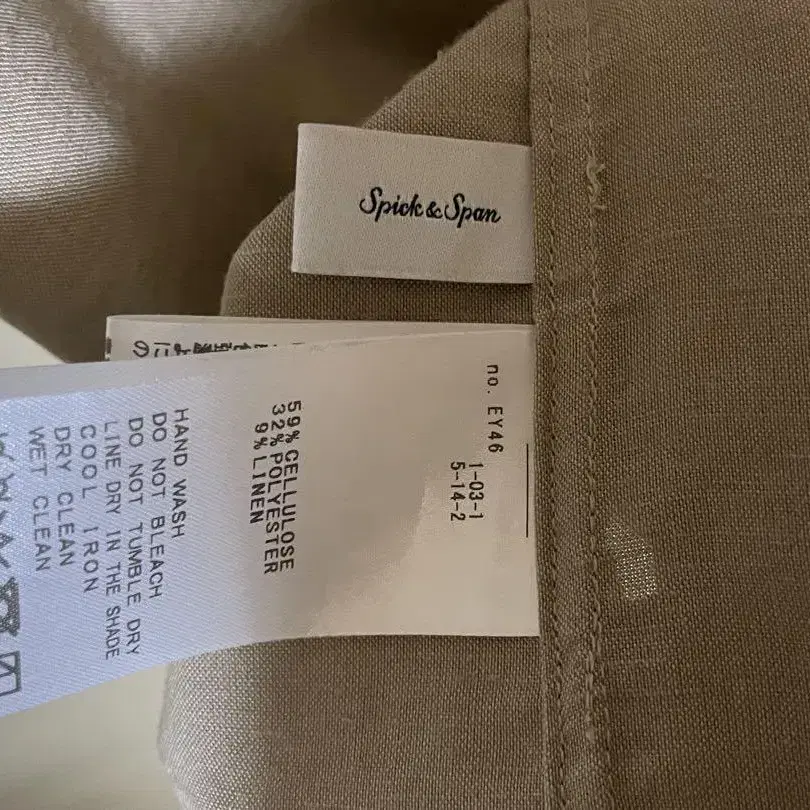 Spick & Span
no. EY46
1-03-1
5-14-2
59% CELLULOSE
32% POLYESTER
9% LINEN
HAND WASH
DO NOT BLEACH
DO NOT TUMBLE DRY
LINE DRY IN THE SHADE
COOL IRON
DRY CLEAN
WET CLEAN